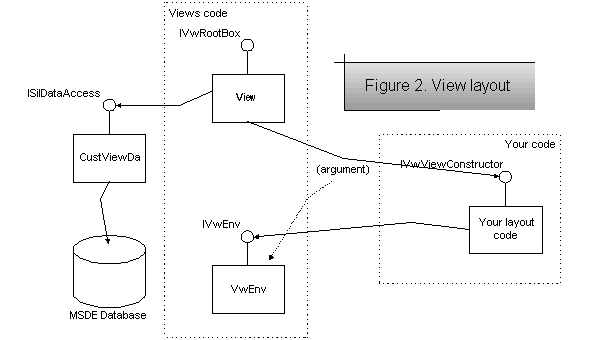 Views code
IVwRootBox
ISilDataAccess
View
Figure 2. View layout
Your code
CustViewDa
(argument)
IVwViewConstructor
IVwEnv
Your layout
code
VwEnv
MSDE Database